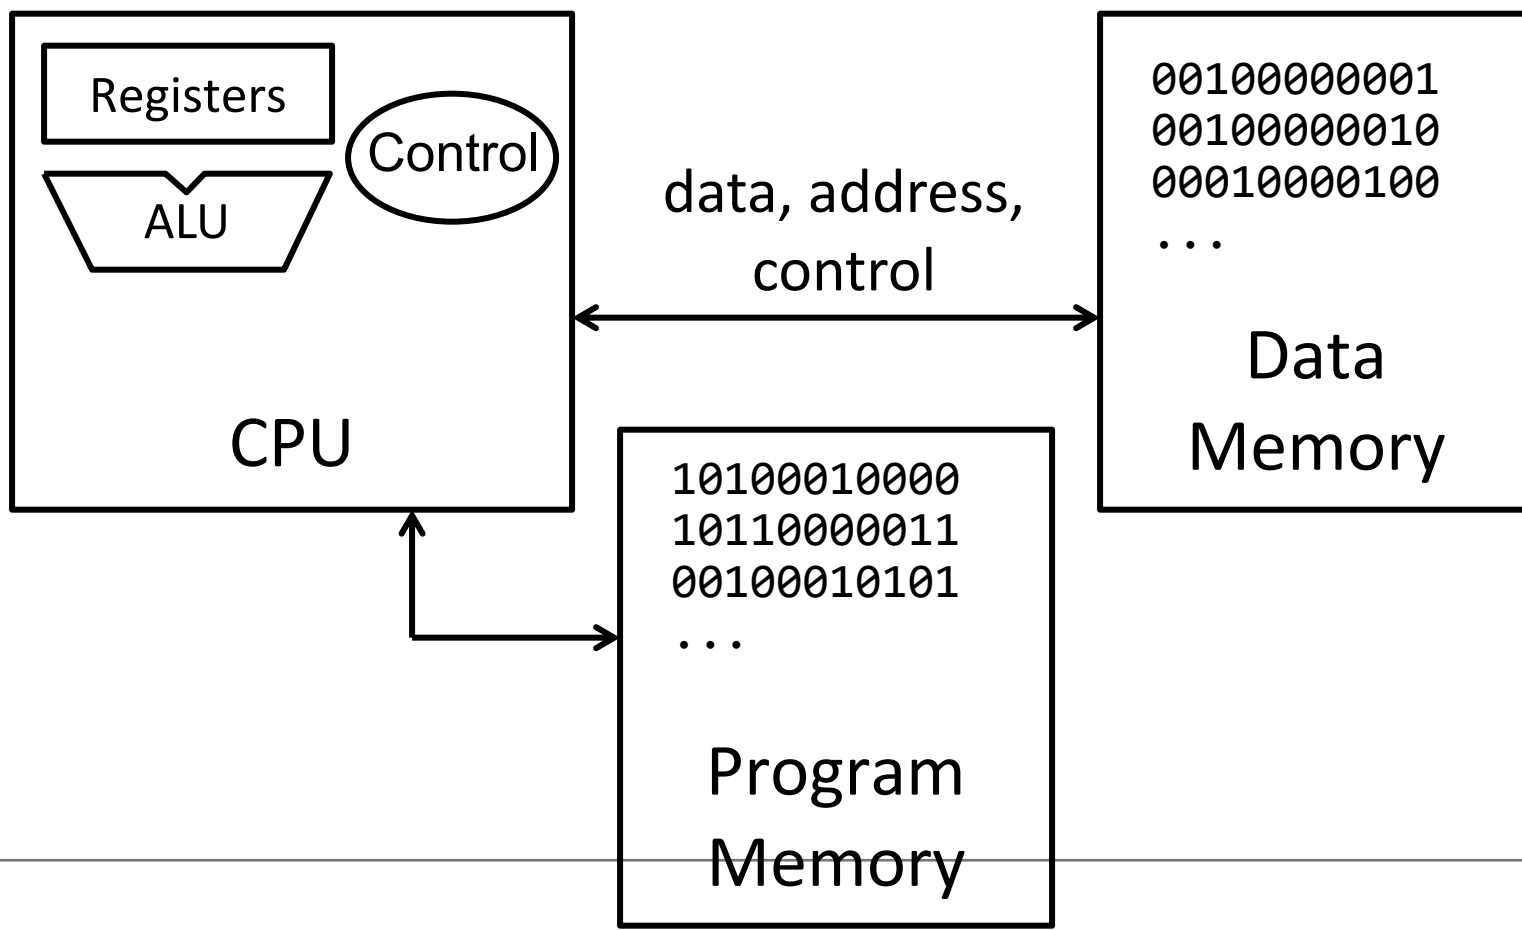 Registers
Control
ALU
CPU
data, address,
control
00100000001
00100000010
00010000100
...
Data
Memory
10100010000
10110000011
00100010101
...
Program
Memory